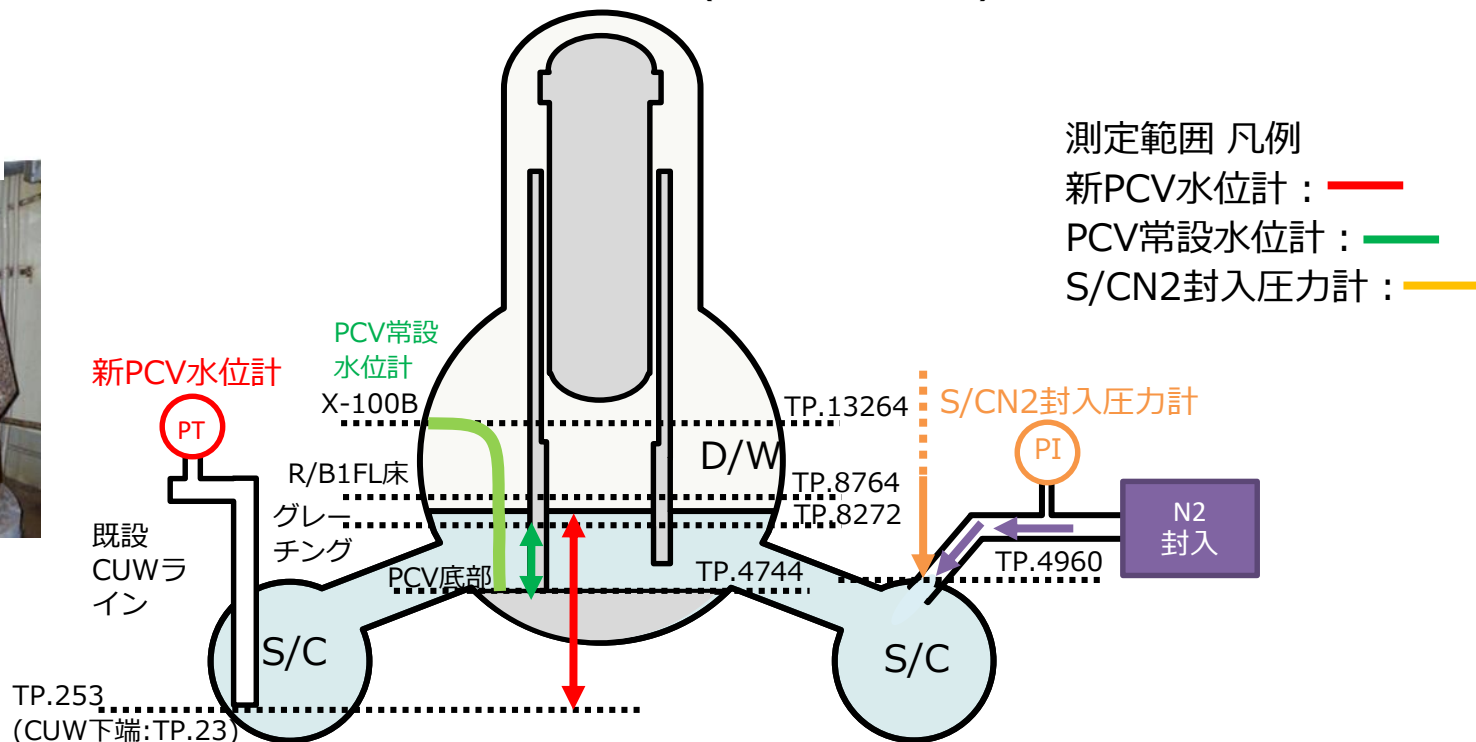 測定範囲 凡例
新PCV水位計：
PCV常設水位計：
S/CN2封入圧力計：
PCV常設
水位計
新PCV水位計
X-100B
TP.13264
S/CN2封入圧力計
PT
PI
D/W
R/B1FL床
TP.8764
グレー
チング
TP.8272
N2
封入
既設
CUWラ
イン
PCV底部
TP.4744
TP.4960
S/C
S/C
TP.253
(CUW下端:TP.23)